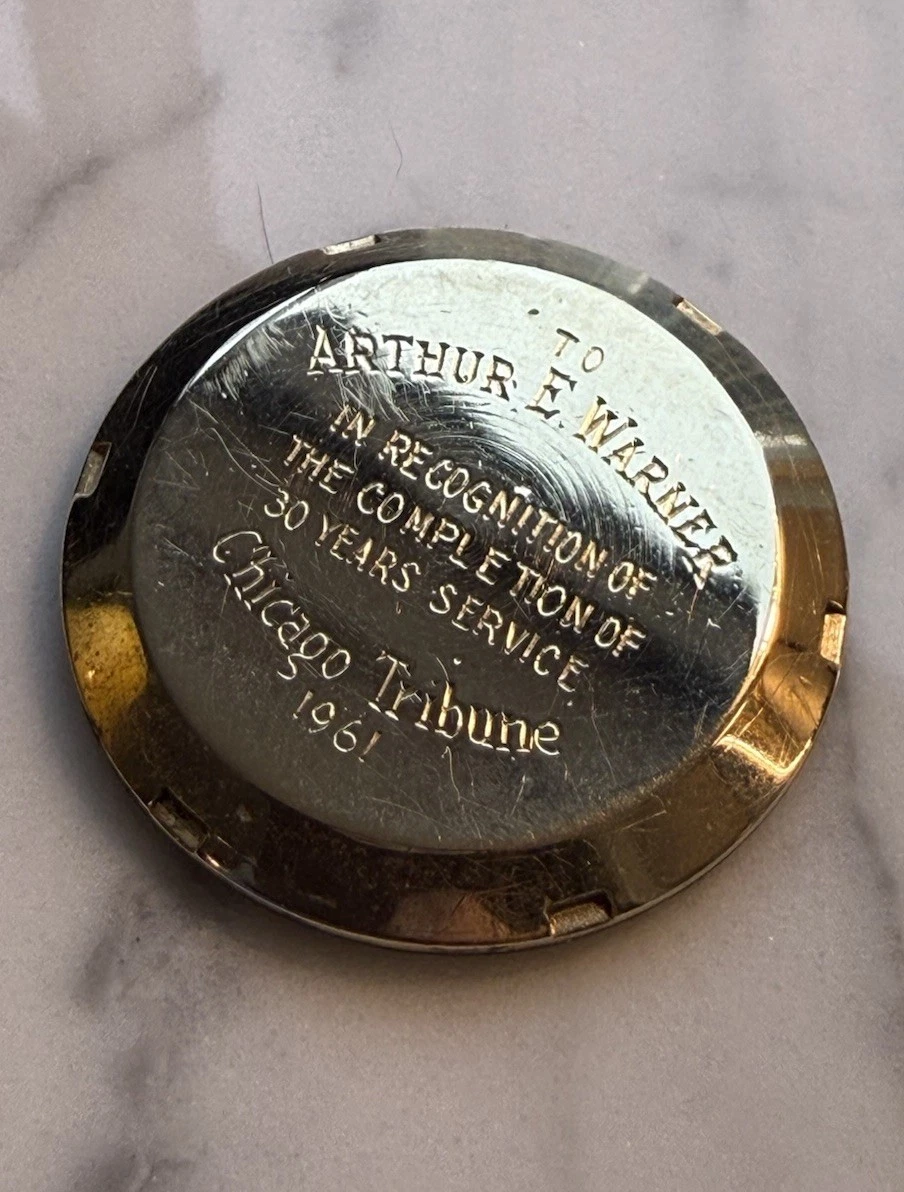 TO
ARTHUR E. WARNER
IN RECOGNITION OF
THE COMPLETION OF
30 YEARS SERVICE
Chicago Tribune
1961